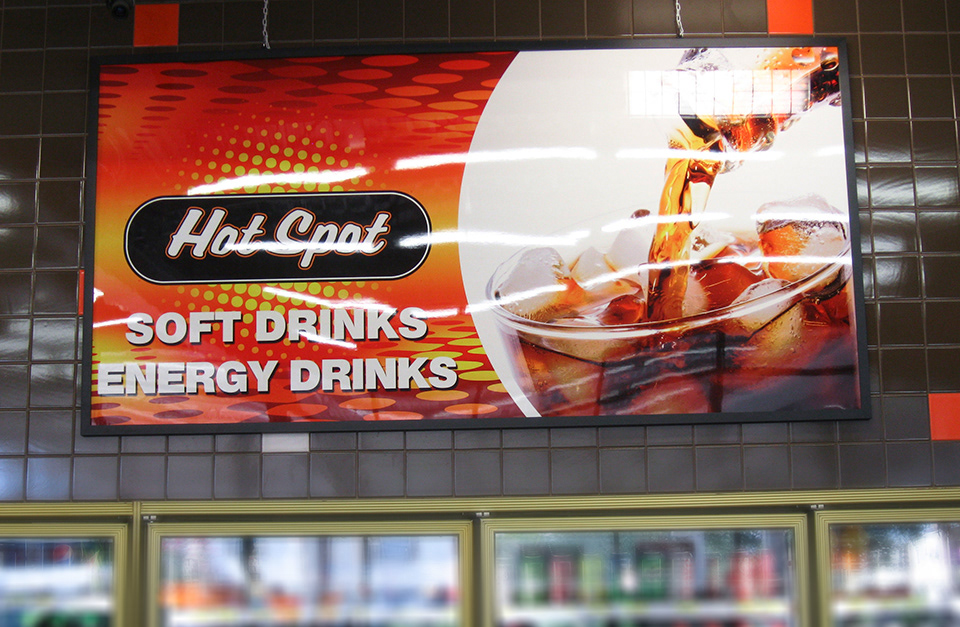 Hot Spot
SOFT DRINKS
ENERGY DRINKS